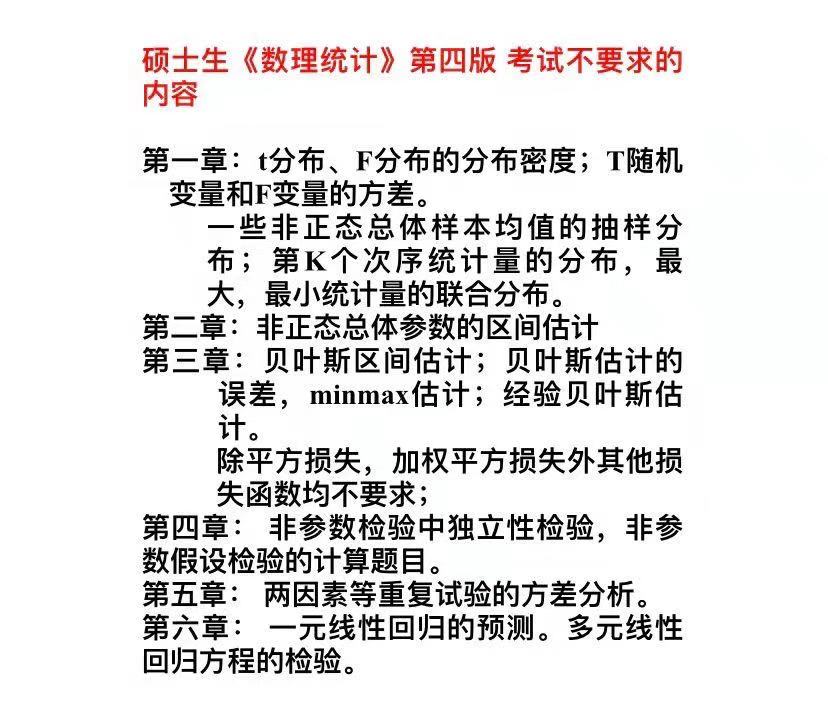 硕士生《数理统计》第四版 考试不要求的
内容
第一章：t分布、F分布的分布密度；T随机
变量和F变量的方差。
一些非正态总体样本均值的抽样分
布；第K个次序统计量的分布，最
大，最小统计量的联合分布。
第二章：非正态总体参数的区间估计
第三章：贝叶斯区间估计；贝叶斯估计的
误差，minmax估计；经验贝叶斯估
计。
除平方损失，加权平方损失外其他损
失函数均不要求；
第四章： 非参数检验中独立性检验，非参
数假设检验的计算题目。
第五章： 两因素等重复试验的方差分析。
第六章： 一元线性回归的预测。多元线性
回归方程的检验。